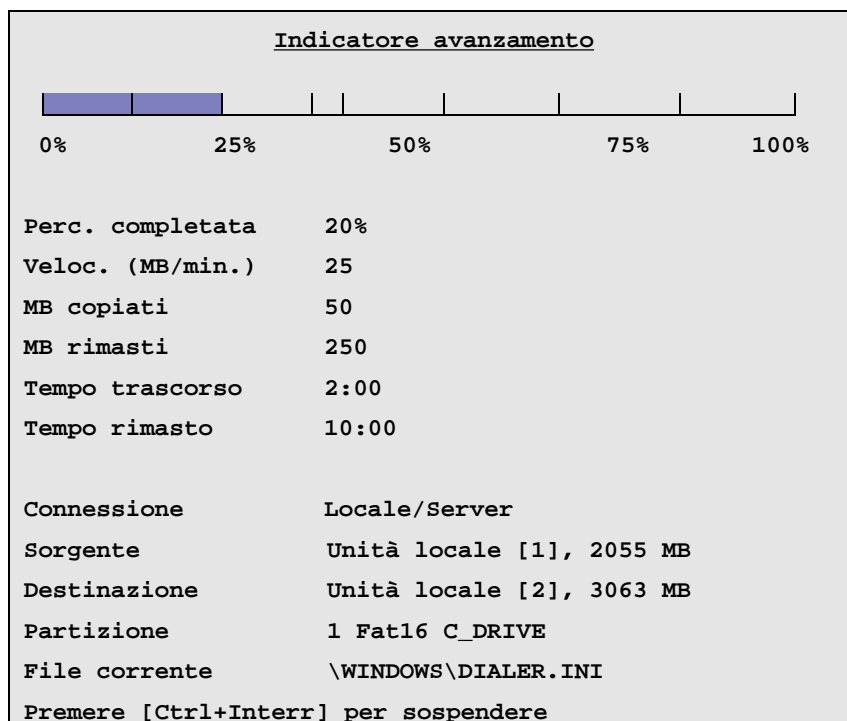 Indicatore avanzamento
0% 25% 50% 75% 100%
Perc. completata 20%
Veloc. (MB/min.) 25
MB copiati 50
MB rimasti 250
Tempo trascorso 2:00
Tempo rimasto 10:00
Connessione Locale/Server
Sorgente Unità locale [1], 2055 MB
Destinazione Unità locale [2], 3063 MB
Partizione 1 Fat16 C_DRIVE
File corrente \WINDOWS\DIALER.INI
Premere [Ctrl+Interr] per sospendere